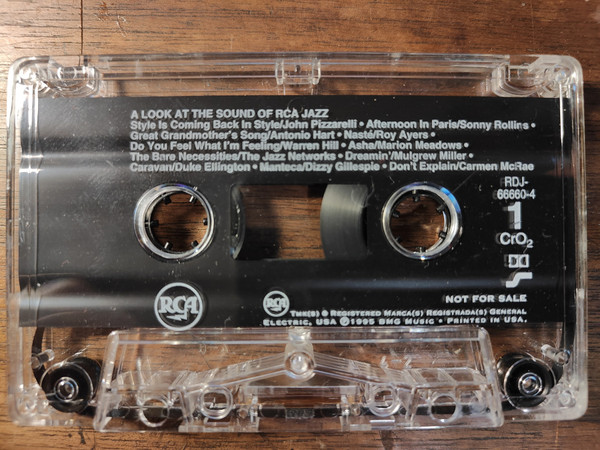 A LOOK AT THE SOUND OF RCA JAZZ
Style Is Coming Back In Style/John Pizzarelli • Afternoon In Paris/Sonny Rollins •
Great Grandmother's Song/Antonio Hart • Nasté/Roy Ayers •
Do You Feel What I'm Feeling/Warren Hill • Asha/Marion Meadows •
The Bare Necessities/The Jazz Networks • Dreamin'/Mulgrew Miller •
Caravan/Duke Ellington • Manteca/Dizzy Gillespie • Don't Explain/Carmen McRae
RDJ-
66660-4
1
CrO2
NOT FOR SALE
RCA
RCA
TMK(S) ® REGISTERED MARCA(S) REGISTRADA(S) GENERAL
ELECTRIC, USA ℗1995 BMG MUSIC • PRINTED IN USA.